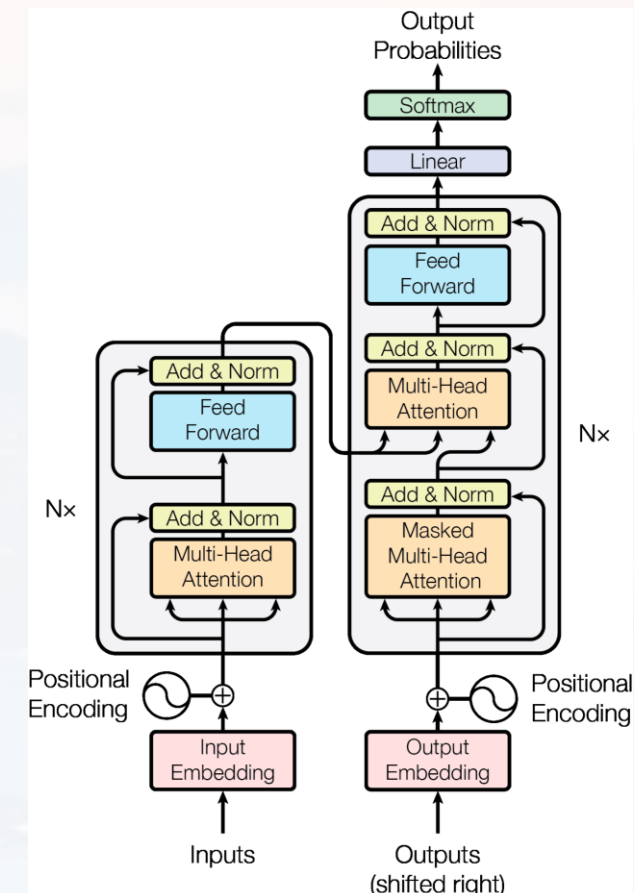 Output
Probabilities
Softmax
Linear
Add & Norm
Feed
Forward
Add & Norm
Multi-Head
Attention
Add & Norm
Masked
Multi-Head
Attention
Nx
Positional
Encoding
Output
Embedding
Outputs
(shifted right)
Add & Norm
Feed
Forward
Add & Norm
Multi-Head
Attention
Nx
Positional
Encoding
Input
Embedding
Inputs